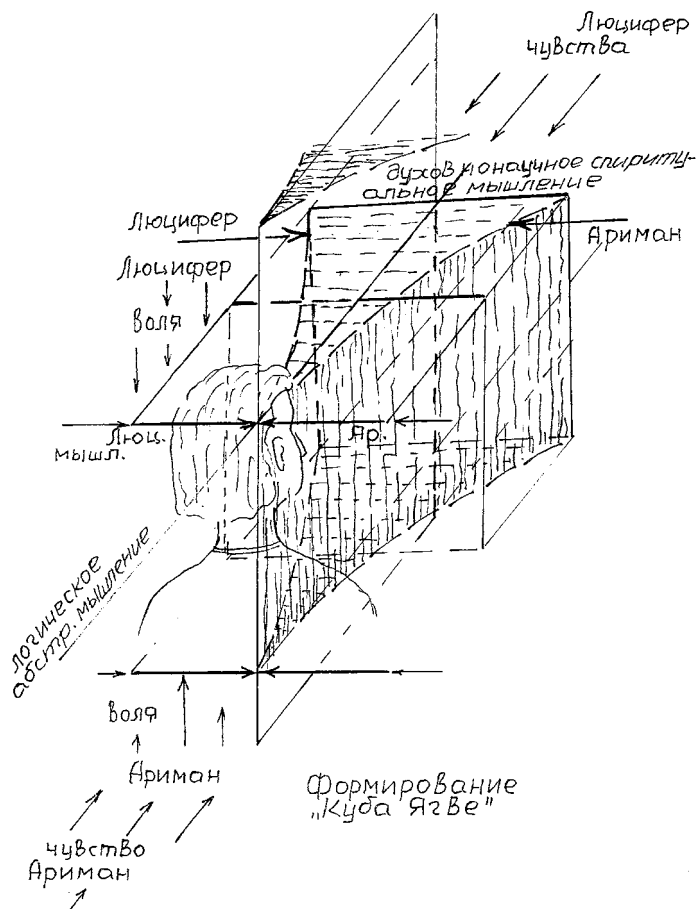 Люцифер
чувства
духовнонаучное спириту-
альное мышление
Люцифер
Ариман
Люцифер
воля
Люц.
мышл.
Ар.
логическое
абстр. мышление
воля
Ариман
Формирование
„Куба Ягве"
чувство
Ариман